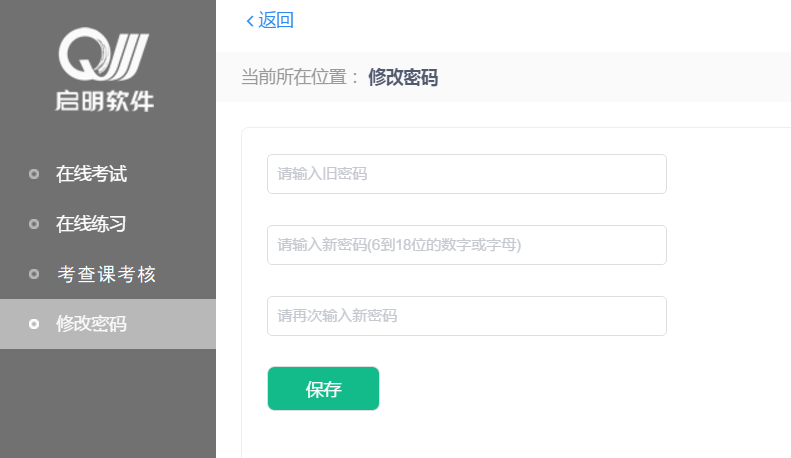 启明软件
在线考试
在线练习
考查课考核
修改密码
返回
当前所在位置： 修改密码
请输入旧密码
请输入新密码(6到18位的数字或字母)
请再次输入新密码
保存